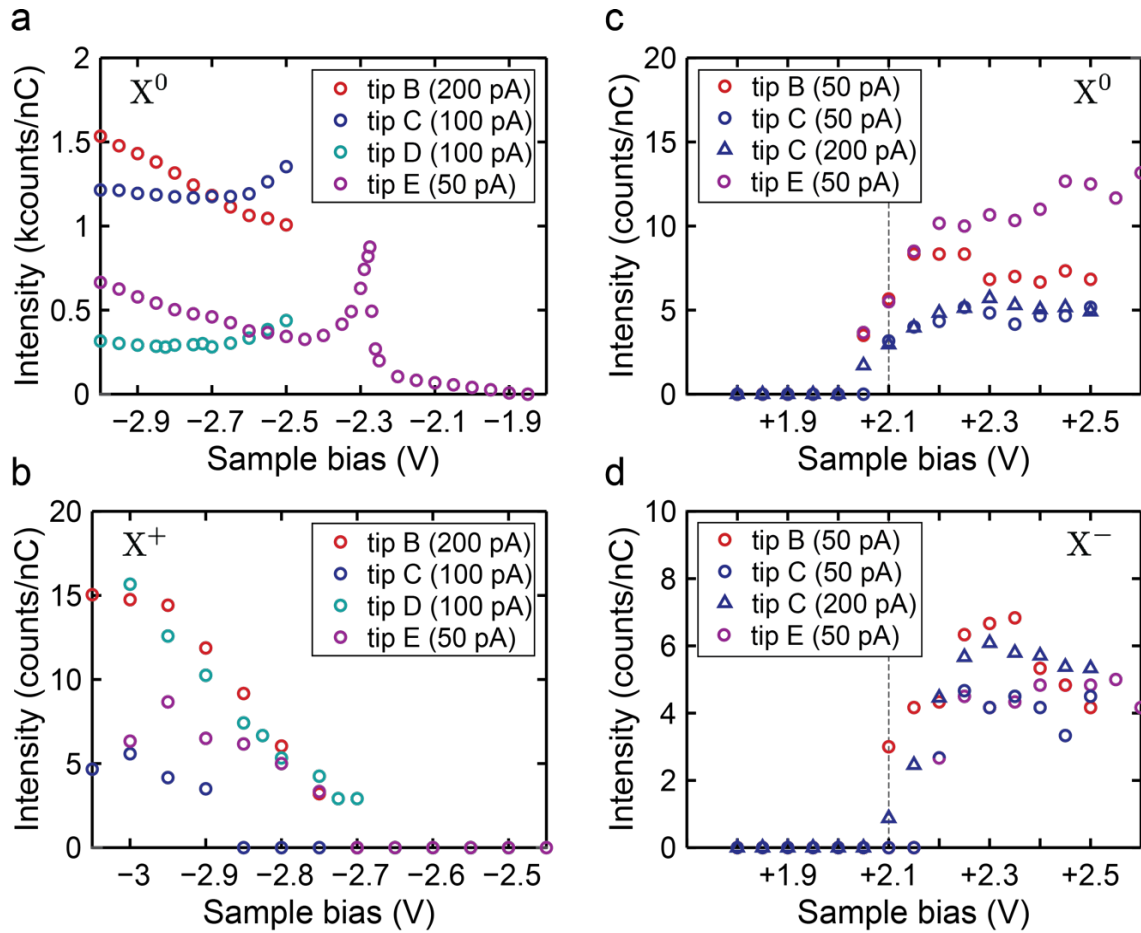 a
Intensity (kcounts/nC)
2
1.5
1
0.5
0
X⁰
tip B (200 pA)
tip C (100 pA)
tip D (100 pA)
tip E (50 pA)
−2.9 −2.7 −2.5 −2.3 −2.1 −1.9
Sample bias (V)
b
Intensity (counts/nC)
20
15
10
5
0
X⁺
tip B (200 pA)
tip C (100 pA)
tip D (100 pA)
tip E (50 pA)
−3 −2.9 −2.8 −2.7 −2.6 −2.5
Sample bias (V)
c
Intensity (counts/nC)
20
15
10
5
0
tip B (50 pA)
tip C (50 pA)
tip C (200 pA)
tip E (50 pA)
X⁰
+1.9 +2.1 +2.3 +2.5
Sample bias (V)
d
Intensity (counts/nC)
10
8
6
4
2
0
tip B (50 pA)
tip C (50 pA)
tip C (200 pA)
tip E (50 pA)
X⁻
+1.9 +2.1 +2.3 +2.5
Sample bias (V)